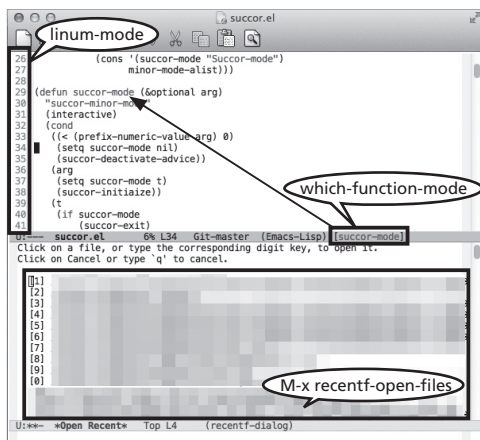 succor.el
linum-mode
26 (cons '(succor-mode "Succor-mode")
27 minor-mode-alist)))
28
29 (defun succor-mode (&optional arg)
30 "succor-minor-mode"
31 (interactive)
32 (cond
33 ((< (prefix-numeric-value arg) 0)
34 (setq succor-mode nil)
35 (succor-deactivate-advice))
36 (arg
37 (setq succor-mode t)
38 (succor-initiaize))
39 (t
40 (if succor-mode
41 (succor-exit)
which-function-mode
U:--- succor.el 6% L34 Git-master (Emacs-Lisp) [succor-mode]
Click on a file, or type the corresponding digit key, to open it.
Click on Cancel or type `q' to cancel.
[1]
[2]
[3]
[4]
[5]
[6]
[7]
[8]
[9]
[0]
M-x recentf-open-files
U:**- *Open Recent* Top L4 (recentf-dialog)